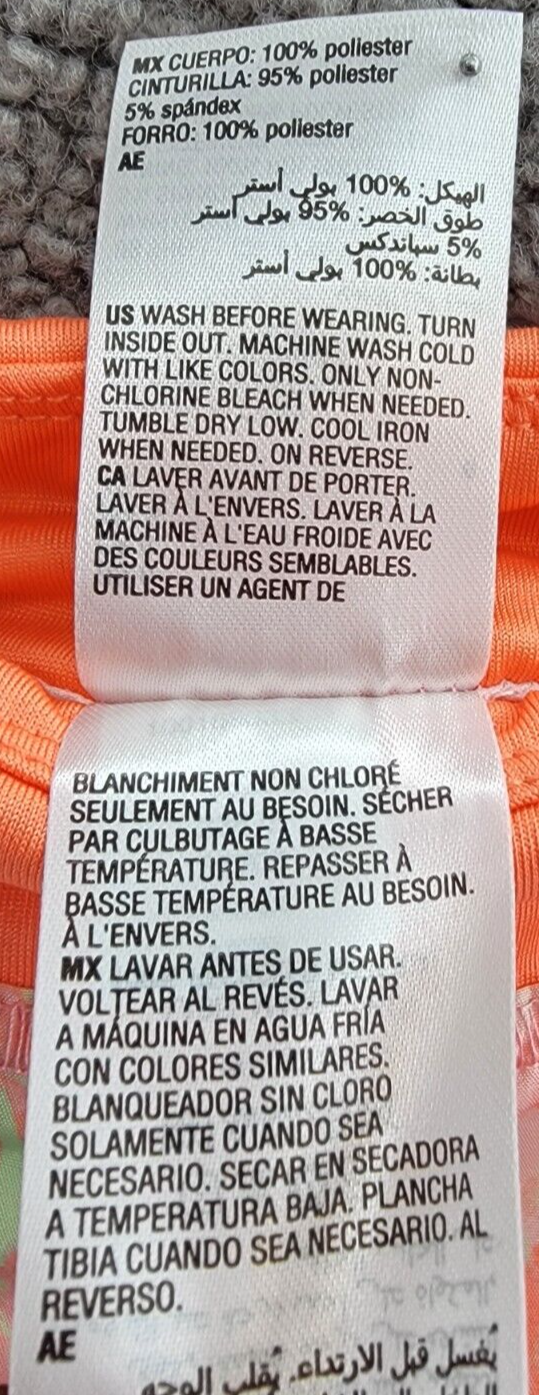 MX CUERPO: 100% poliester
CINTURILLA: 95% poliester
5% spándex
FORRO: 100% poliester
AE
الهيكل: 100% بولي أستر
طوق الخصر: 95% بولي أستر
5% سباندكس
بطانة: 100% بولي أستر
US WASH BEFORE WEARING. TURN
INSIDE OUT. MACHINE WASH COLD
WITH LIKE COLORS. ONLY NON-
CHLORINE BLEACH WHEN NEEDED.
TUMBLE DRY LOW. COOL IRON
WHEN NEEDED. ON REVERSE.
CA LAVER AVANT DE PORTER.
LAVER À L'ENVERS. LAVER À LA
MACHINE À L'EAU FROIDE AVEC
DES COULEURS SEMBLABLES.
UTILISER UN AGENT DE
BLANCHIMENT NON CHLORÉ
SEULEMENT AU BESOIN. SÉCHER
PAR CULBUTAGE À BASSE
TEMPÉRATURE. REPASSER À
BASSE TEMPÉRATURE AU BESOIN.
À L'ENVERS.
MX LAVAR ANTES DE USAR.
VOLTEAR AL REVÉS. LAVAR
A MÁQUINA EN AGUA FRÍA
CON COLORES SIMILARES.
BLANQUEADOR SIN CLORO
SOLAMENTE CUANDO SEA
NECESARIO. SECAR EN SECADORA
A TEMPERATURA BAJA. PLANCHA
TIBIA CUANDO SEA NECESARIO. AL
REVERSO.
AE
يُغسل قبل الارتداء. يُقلب الوجه